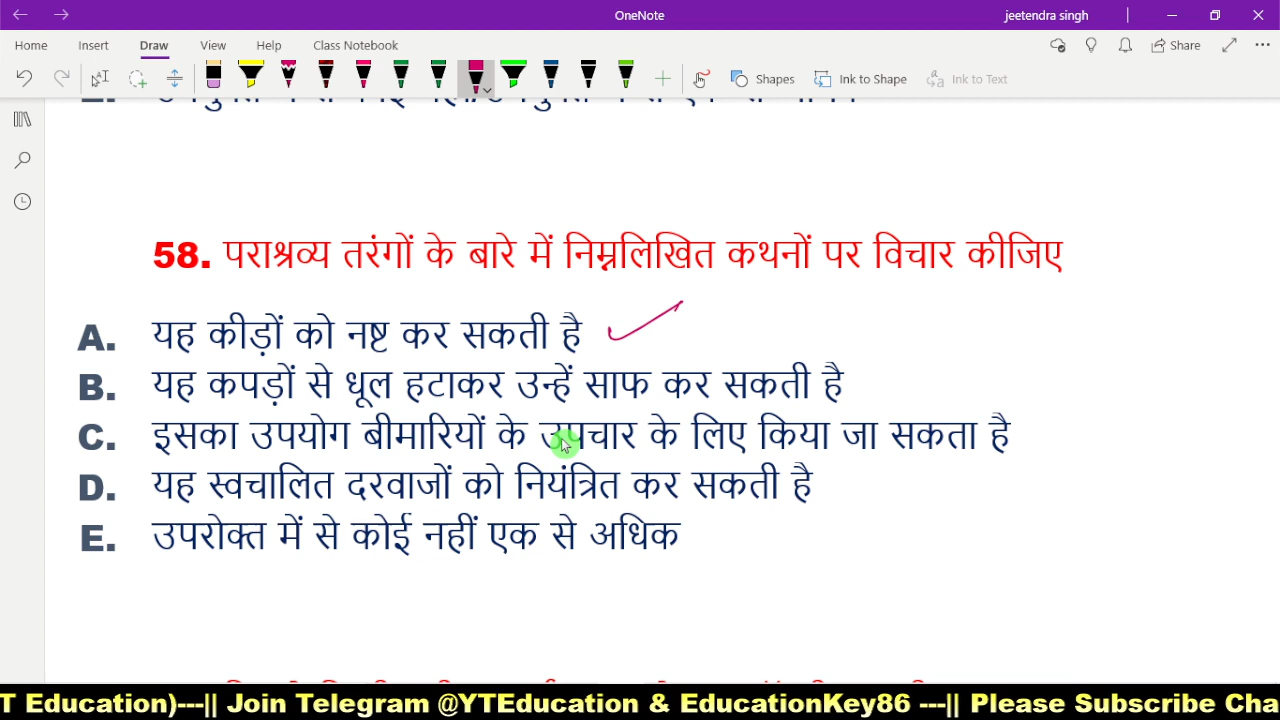 OneNote
jeetendra singh
Home Insert Draw View Help Class Notebook
Share
Shapes Ink to Shape Ink to Text
58. पराश्रव्य तरंगों के बारे में निम्नलिखित कथनों पर विचार कीजिए
A. यह कीड़ों को नष्ट कर सकती है
B. यह कपड़ों से धूल हटाकर उन्हें साफ कर सकती है
C. इसका उपयोग बीमारियों के उपचार के लिए किया जा सकता है
D. यह स्वचालित दरवाजों को नियंत्रित कर सकती है
E. उपरोक्त में से कोई नहीं एक से अधिक
T Education)---|| Join Telegram @YTEducation & EducationKey86 ---|| Please Subscribe Cha